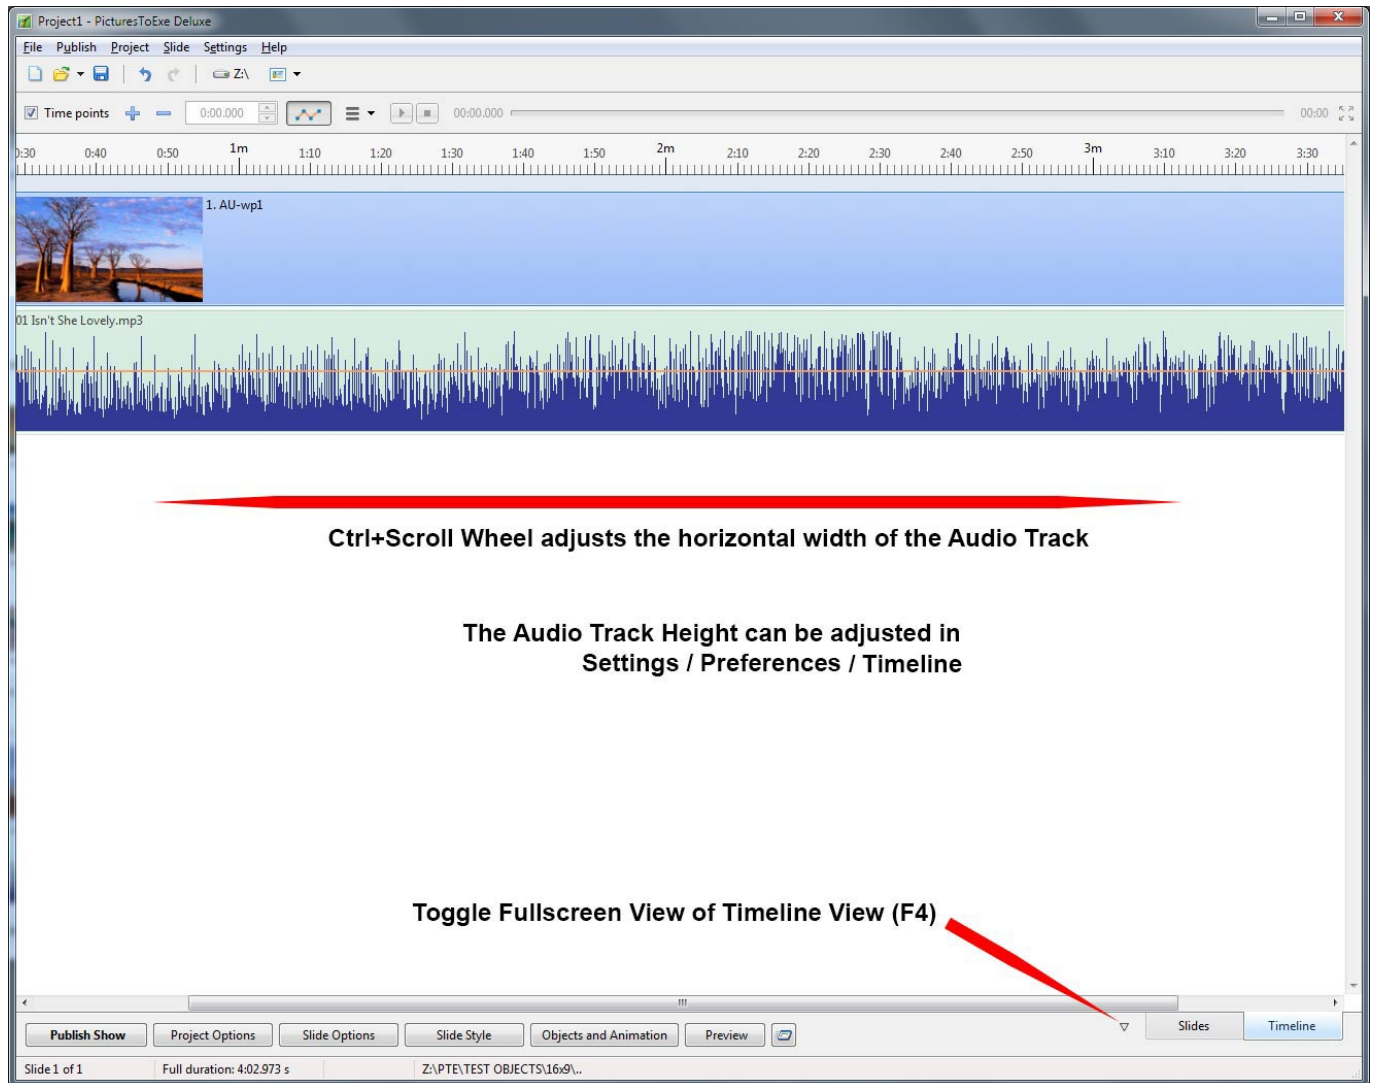 Project1 - PicturesToExe Deluxe
File Publish Project Slide Settings Help
Z:\
Time points 0:00.000 00:00.000 00:00
0:30 0:40 0:50 1m 1:10 1:20 1:30 1:40 1:50 2m 2:10 2:20 2:30 2:40 2:50 3m 3:10 3:20 3:30
1. AU-wp1
01 Isn't She Lovely.mp3
Ctrl+Scroll Wheel adjusts the horizontal width of the Audio Track
The Audio Track Height can be adjusted in
Settings / Preferences / Timeline
Toggle Fullscreen View of Timeline View (F4)
Publish Show Project Options Slide Options Slide Style Objects and Animation Preview Slides Timeline
Slide 1 of 1 Full duration: 4:02.973 s Z:\PTE\TEST OBJECTS\16x9\..